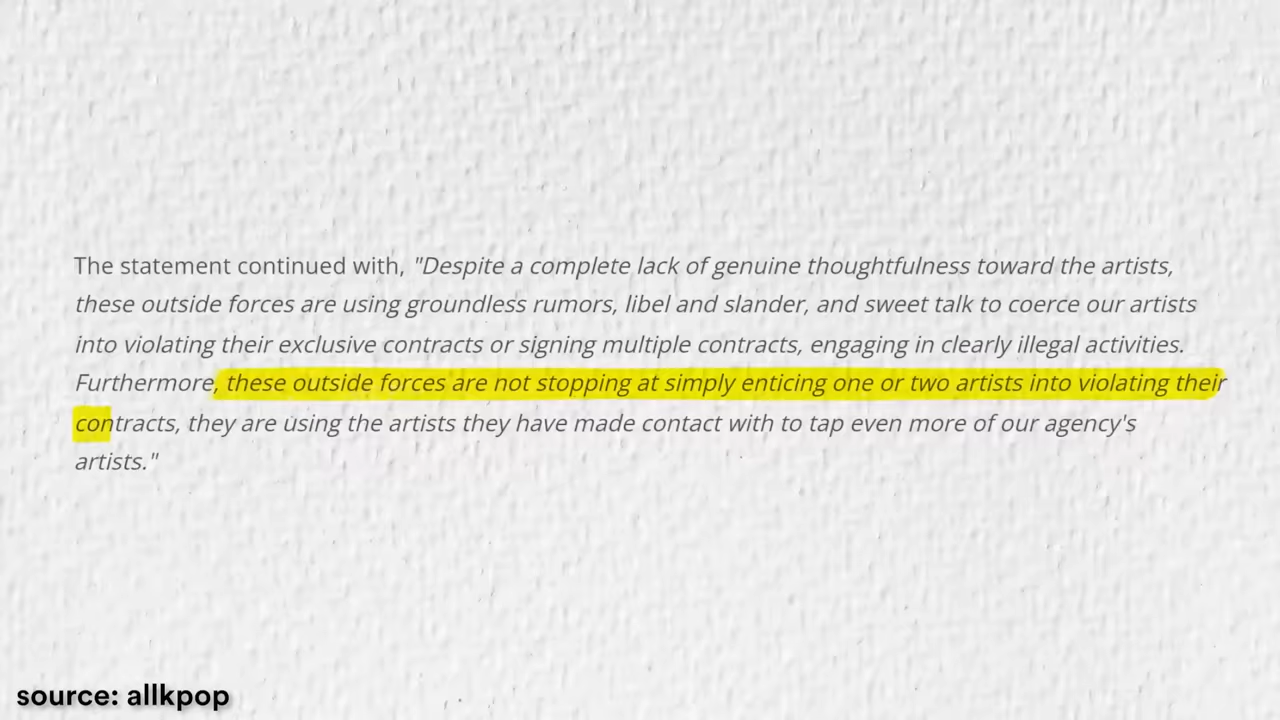 The statement continued with, "Despite a complete lack of genuine thoughtfulness toward the artists,
these outside forces are using groundless rumors, libel and slander, and sweet talk to coerce our artists
into violating their exclusive contracts or signing multiple contracts, engaging in clearly illegal activities.
Furthermore, these outside forces are not stopping at simply enticing one or two artists into violating their
contracts, they are using the artists they have made contact with to tap even more of our agency's
artists."
source: allkpop